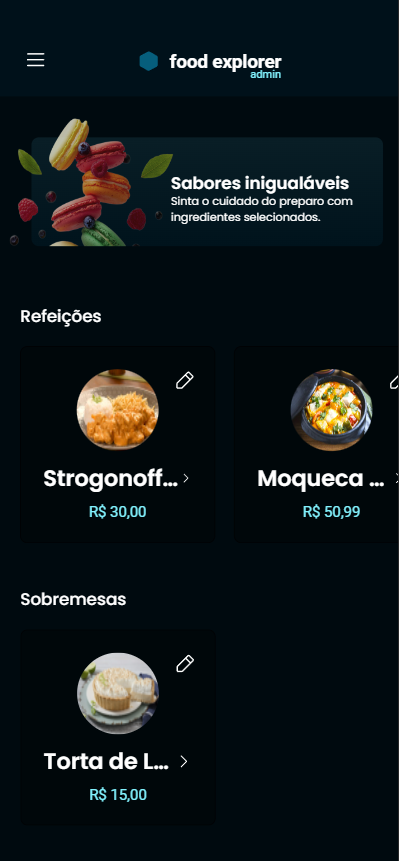 food explorer
admin
Sabores inigualáveis
Sinta o cuidado do preparo com
ingredientes selecionados.
Refeições
Strogonoff...
Moqueca ...
R$ 30,00
R$ 50,99
Sobremesas
Torta de L...
R$ 15,00